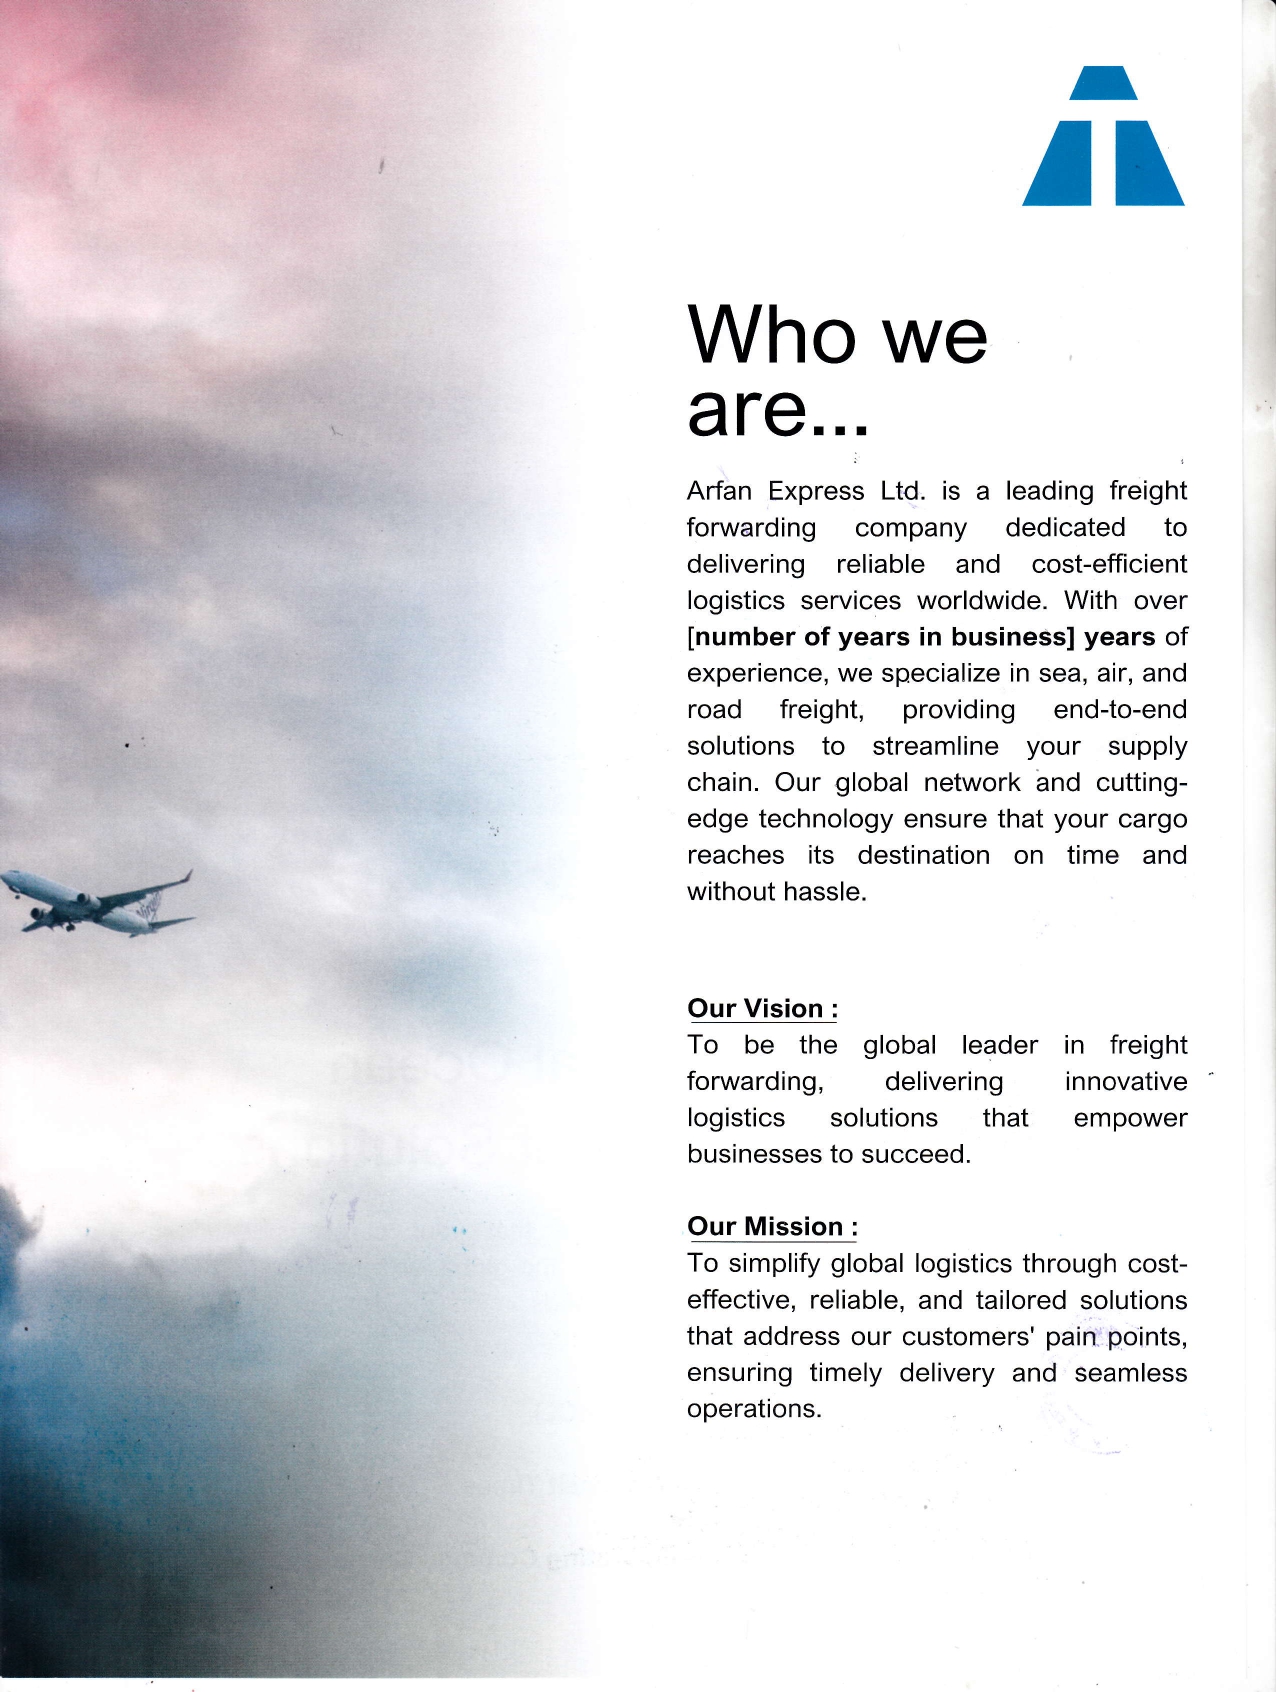 Who we
are...
Arfan Express Ltd. is a leading freight
forwarding company dedicated to
delivering reliable and cost-efficient
logistics services worldwide. With over
[number of years in business] years of
experience, we specialize in sea, air, and
road freight, providing end-to-end
solutions to streamline your supply
chain. Our global network and cutting-
edge technology ensure that your cargo
reaches its destination on time and
without hassle.
Virgin
Our Vision :
To be the global leader in freight
forwarding, delivering innovative
logistics solutions that empower
businesses to succeed.
Our Mission :
To simplify global logistics through cost-
effective, reliable, and tailored solutions
that address our customers' pain points,
ensuring timely delivery and seamless
operations.